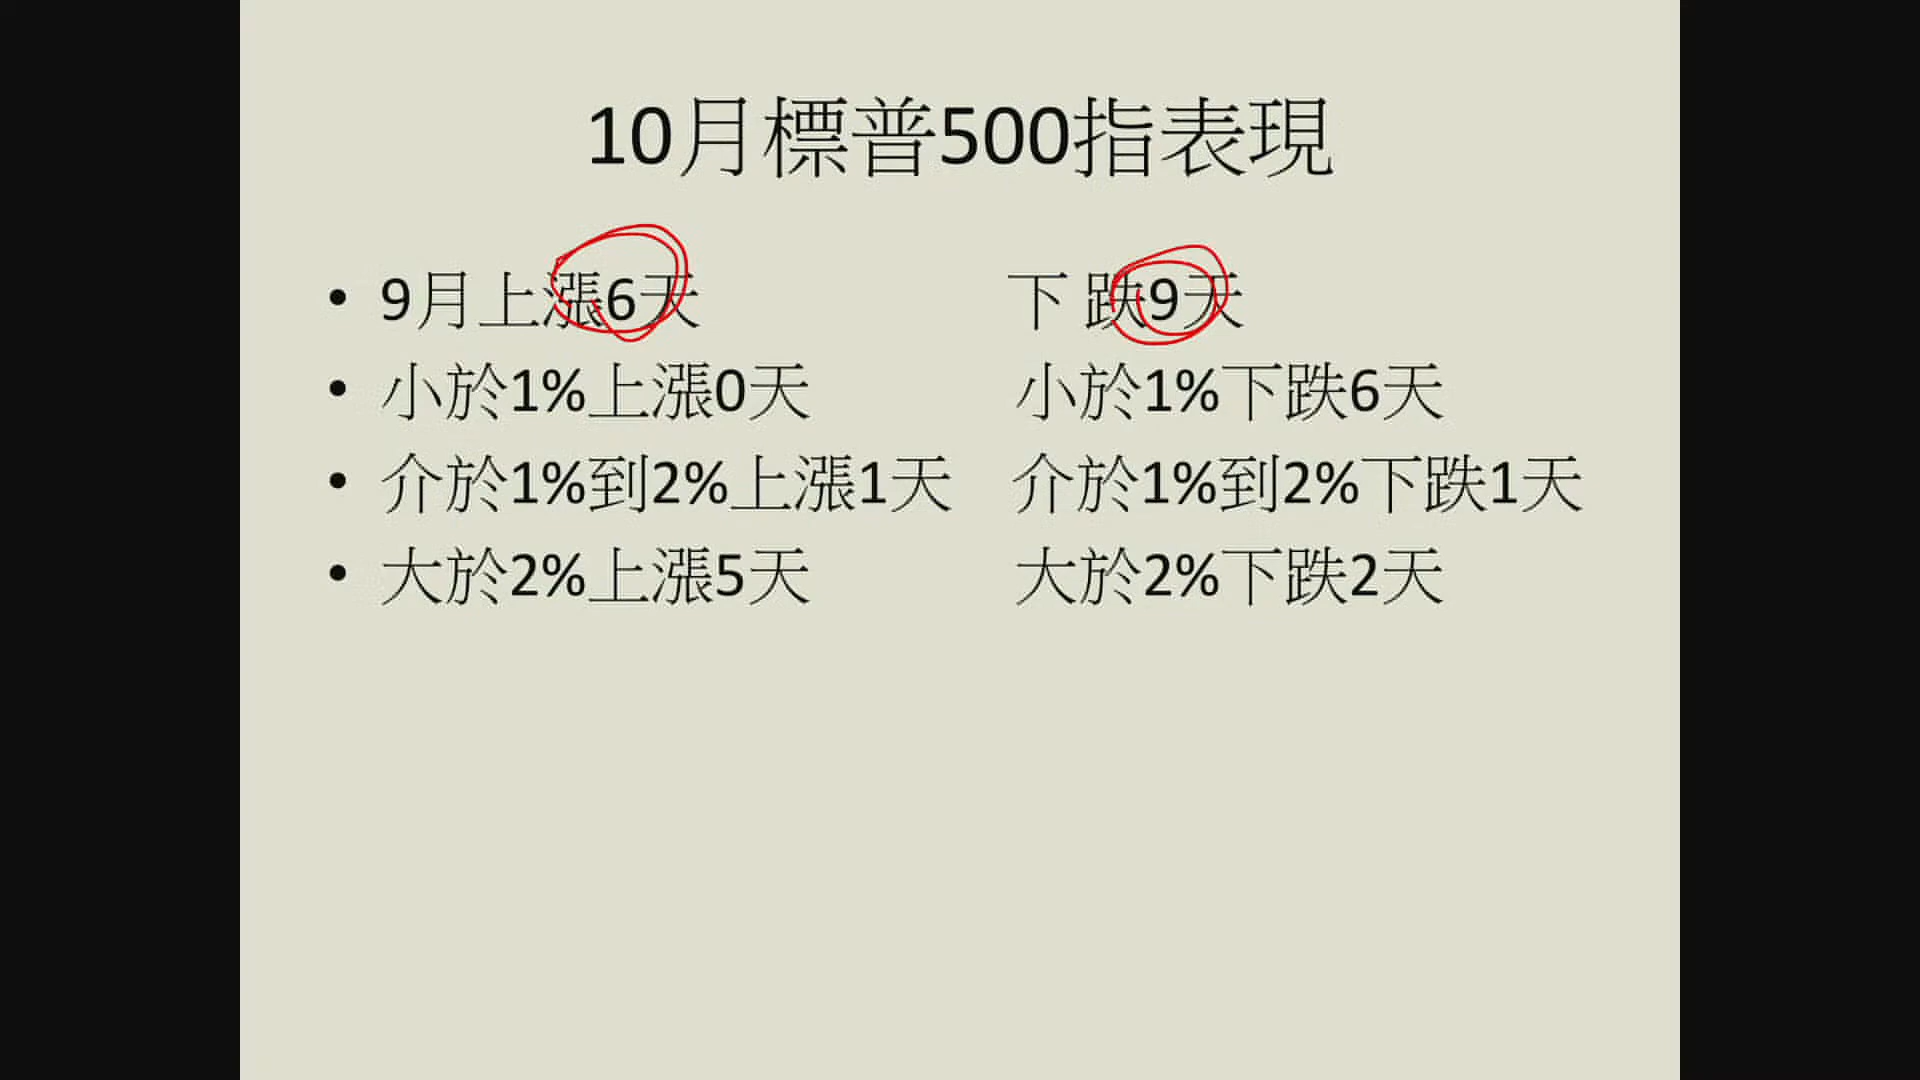 10月標普500指表現
• 9月上漲6天 下 跌9天
• 小於1%上漲0天 小於1%下跌6天
• 介於1%到2%上漲1天 介於1%到2%下跌1天
• 大於2%上漲5天 大於2%下跌2天